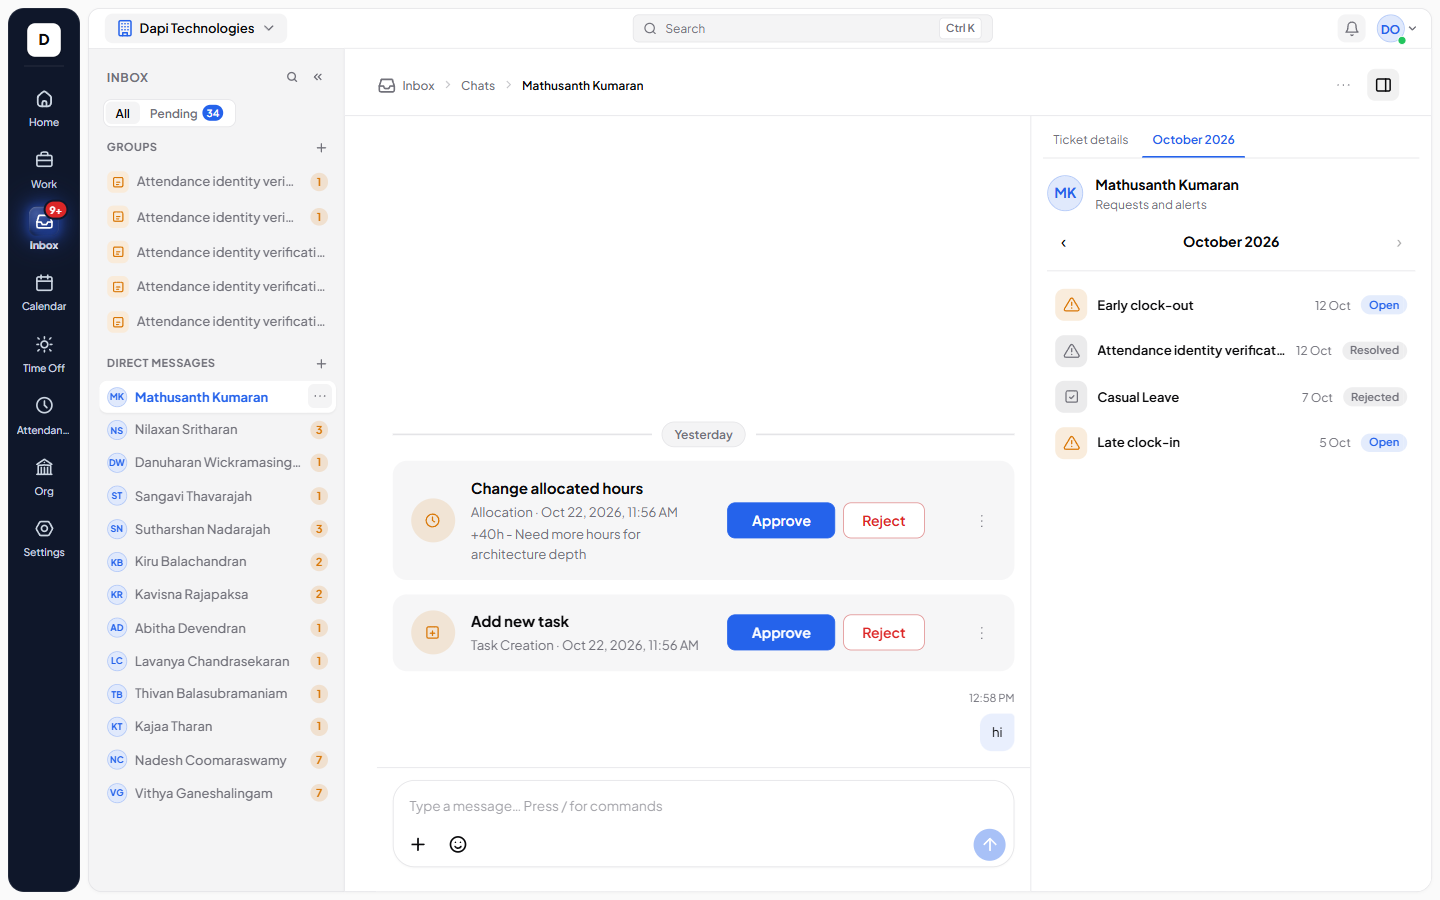 D
Home
Work
9+
Inbox
Calendar
Time Off
Attendan...
Org
Settings
Dapi Technologies
Search
Ctrl K
DO
INBOX
All
Pending 34
GROUPS
Attendance identity veri... 1
Attendance identity veri... 1
Attendance identity verificati...
Attendance identity verificati...
Attendance identity verificati...
DIRECT MESSAGES
MK Mathusanth Kumaran
NS Nilaxan Sritharan 3
DW Danuharan Wickramasing... 1
ST Sangavi Thavarajah 1
SN Sutharshan Nadarajah 3
KB Kiru Balachandran 2
KR Kavisna Rajapaksa 2
AD Abitha Devendran 1
LC Lavanya Chandrasekaran 1
TB Thivan Balasubramaniam 1
KT Kajaa Tharan 1
NC Nadesh Coomaraswamy 7
VG Vithya Ganeshalingam 7
Inbox > Chats > Mathusanth Kumaran
Yesterday
Change allocated hours
Allocation · Oct 22, 2026, 11:56 AM
+40h - Need more hours for
architecture depth
Approve
Reject
Add new task
Task Creation · Oct 22, 2026, 11:56 AM
Approve
Reject
12:58 PM
hi
Type a message... Press / for commands
Ticket details
October 2026
MK
Mathusanth Kumaran
Requests and alerts
October 2026
Early clock-out 12 Oct Open
Attendance identity verificat... 12 Oct Resolved
Casual Leave 7 Oct Rejected
Late clock-in 5 Oct Open